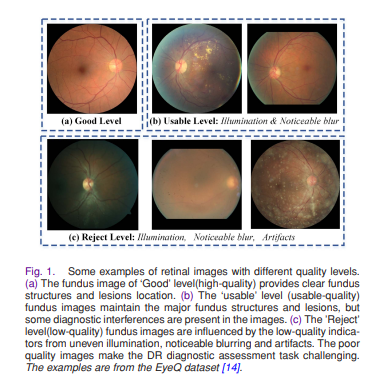 (a) Good Level
(b) Usable Level: Illumination & Noticeable blur
(c) Reject Level: Illumination, Noticeable blur, Artifacts
Fig. 1. Some examples of retinal images with different quality levels.
(a) The fundus image of 'Good' level(high-quality) provides clear fundus
structures and lesions location. (b) The 'usable' level (usable-quality)
fundus images maintain the major fundus structures and lesions, but
some diagnostic interferences are present in the images. (c) The 'Reject'
level(low-quality) fundus images are influenced by the low-quality indica-
tors from uneven illumination, noticeable blurring and artifacts. The poor
quality images make the DR diagnostic assessment task challenging.
The examples are from the EyeQ dataset [14].